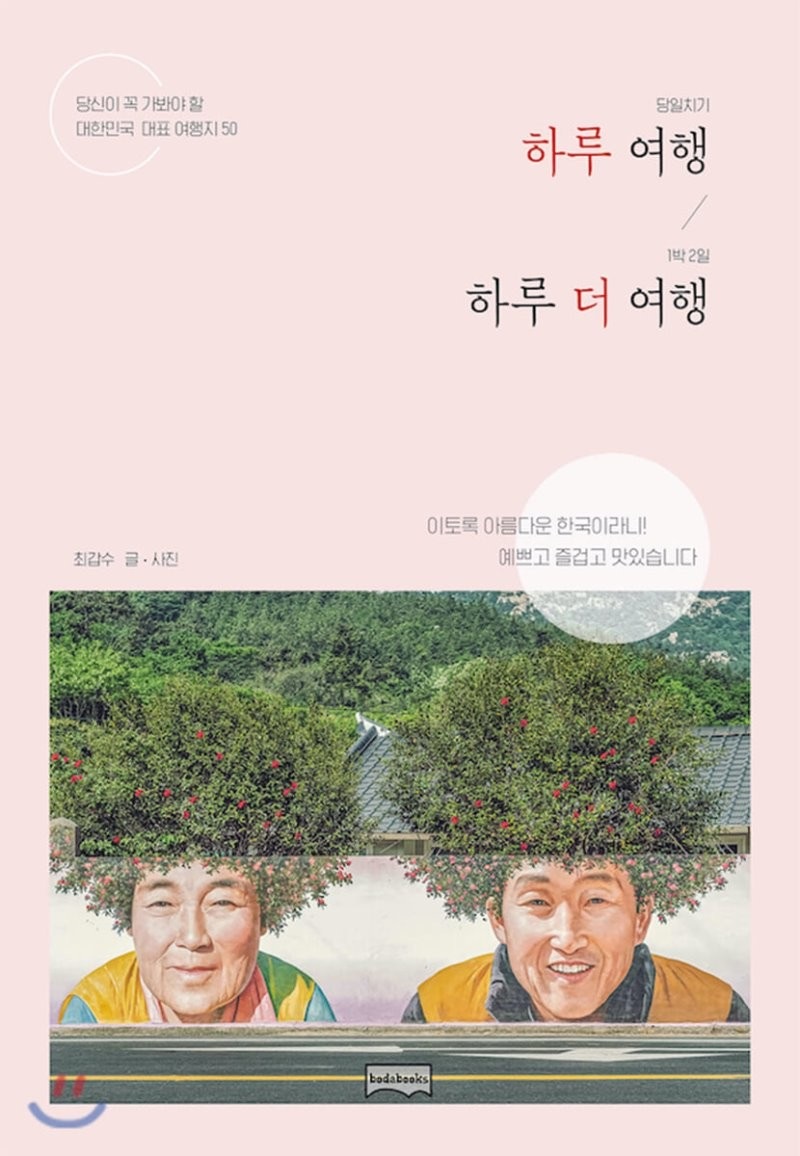 당신이 꼭 가봐야 할
대한민국 대표 여행지 50
당일치기
하루 여행
1박 2일
하루 더 여행
이토록 아름다운 한국이라니!
예쁘고 즐겁고 맛있습니다
최갑수 글·사진
bodabooks